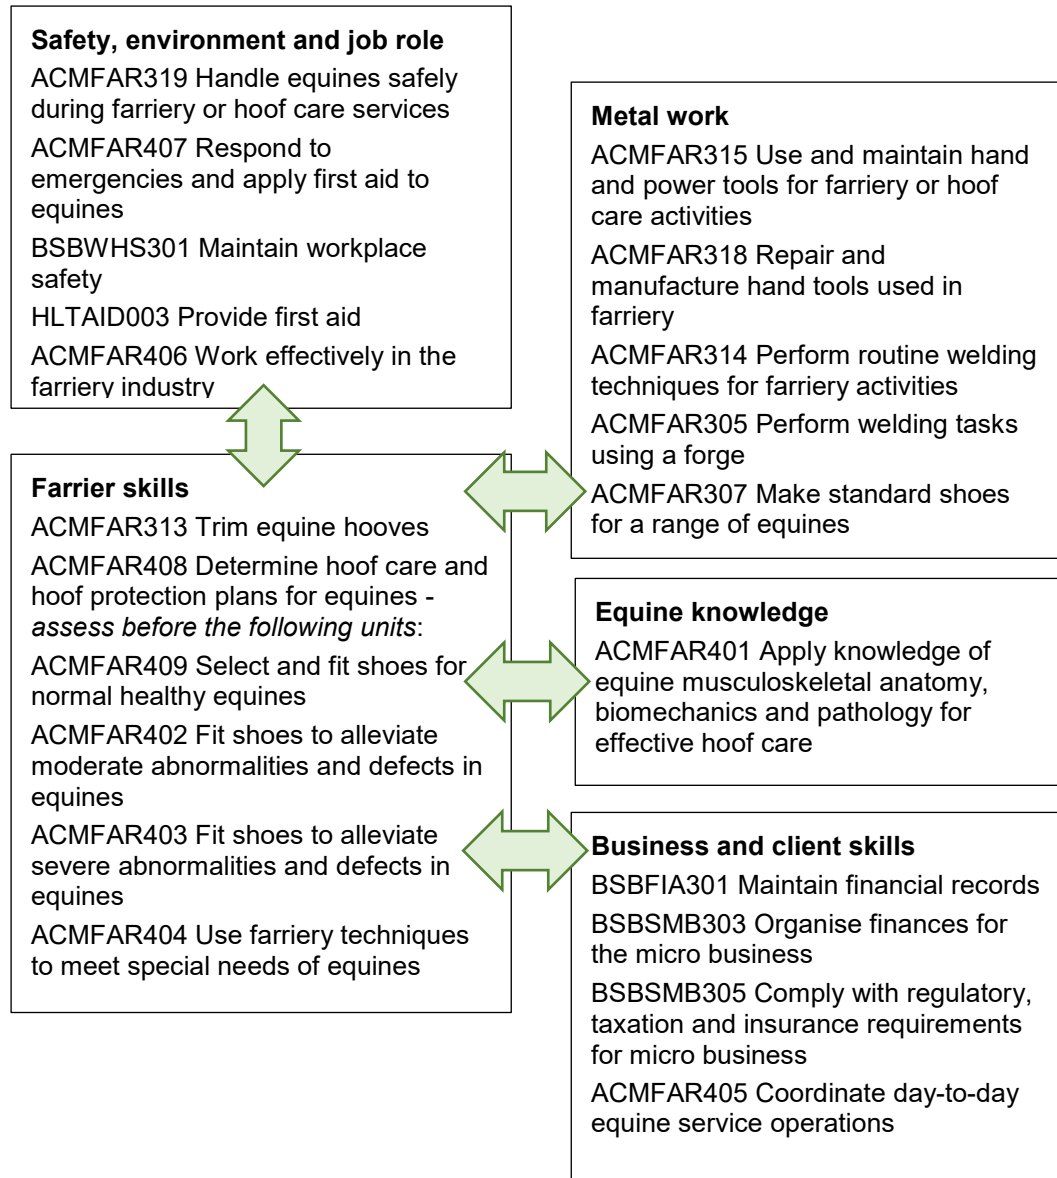 Safety, environment and job role
ACMFAR319 Handle equines safely
during farriery or hoof care services
ACMFAR407 Respond to
emergencies and apply first aid to
equines
BSBWHS301 Maintain workplace
safety
HLTAID003 Provide first aid
ACMFAR406 Work effectively in the
farriery industry
Farrier skills
ACMFAR313 Trim equine hooves
ACMFAR408 Determine hoof care and
hoof protection plans for equines -
assess before the following units:
ACMFAR409 Select and fit shoes for
normal healthy equines
ACMFAR402 Fit shoes to alleviate
moderate abnormalities and defects in
equines
ACMFAR403 Fit shoes to alleviate
severe abnormalities and defects in
equines
ACMFAR404 Use farriery techniques
to meet special needs of equines
Metal work
ACMFAR315 Use and maintain hand
and power tools for farriery or hoof
care activities
ACMFAR318 Repair and
manufacture hand tools used in
farriery
ACMFAR314 Perform routine welding
techniques for farriery activities
ACMFAR305 Perform welding tasks
using a forge
ACMFAR307 Make standard shoes
for a range of equines
Equine knowledge
ACMFAR401 Apply knowledge of
equine musculoskeletal anatomy,
biomechanics and pathology for
effective hoof care
Business and client skills
BSBFIA301 Maintain financial records
BSBSMB303 Organise finances for
the micro business
BSBSMB305 Comply with regulatory,
taxation and insurance requirements
for micro business
ACMFAR405 Coordinate day-to-day
equine service operations